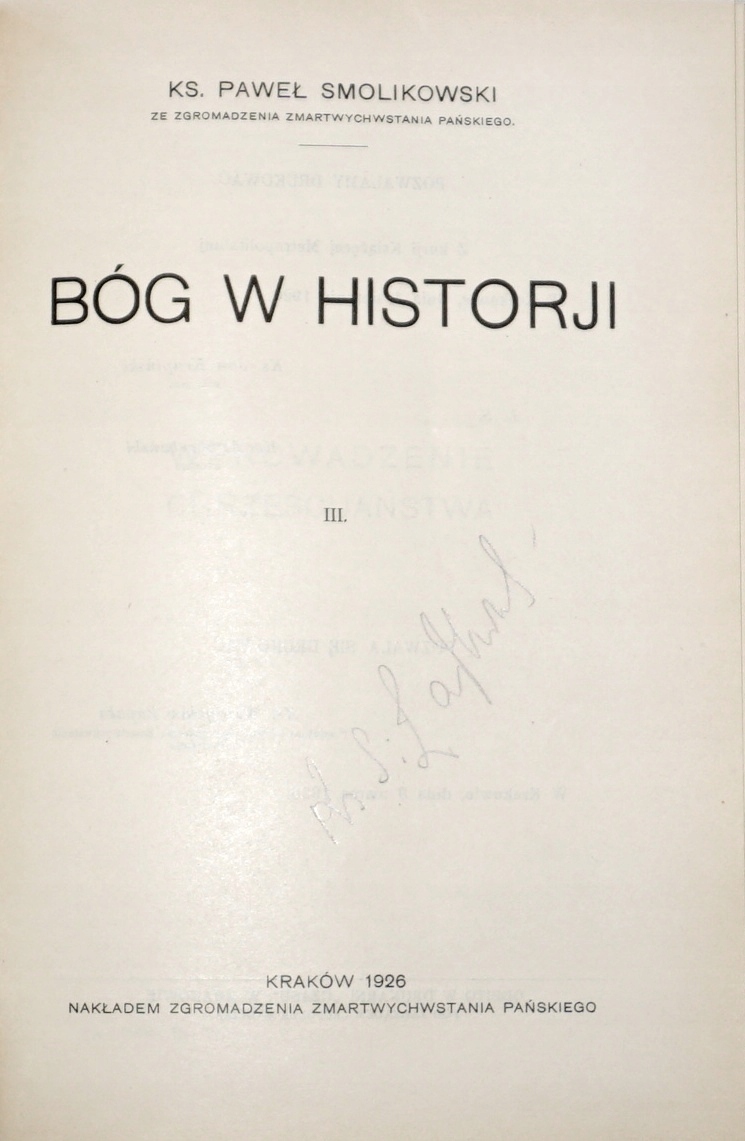 KS. PAWEŁ SMOLIKOWSKI
ZE ZGROMADZENIA ZMARTWYCHWSTANIA PAŃSKIEGO.
BÓG W HISTORJI
III.
KRAKÓW 1926
NAKŁADEM ZGROMADZENIA ZMARTWYCHWSTANIA PAŃSKIEGO